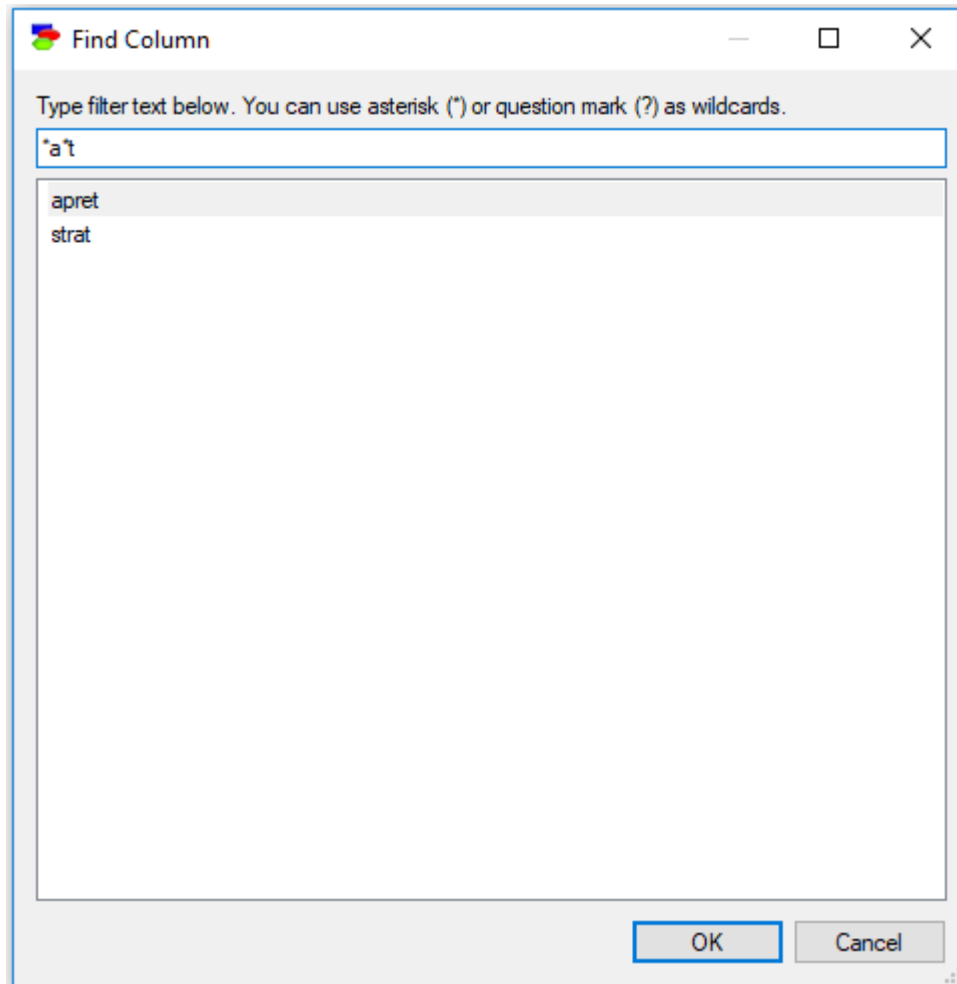 Find Column
Type filter text below. You can use asterisk (*) or question mark (?) as wildcards.
*a*t
apret
strat
OK Cancel